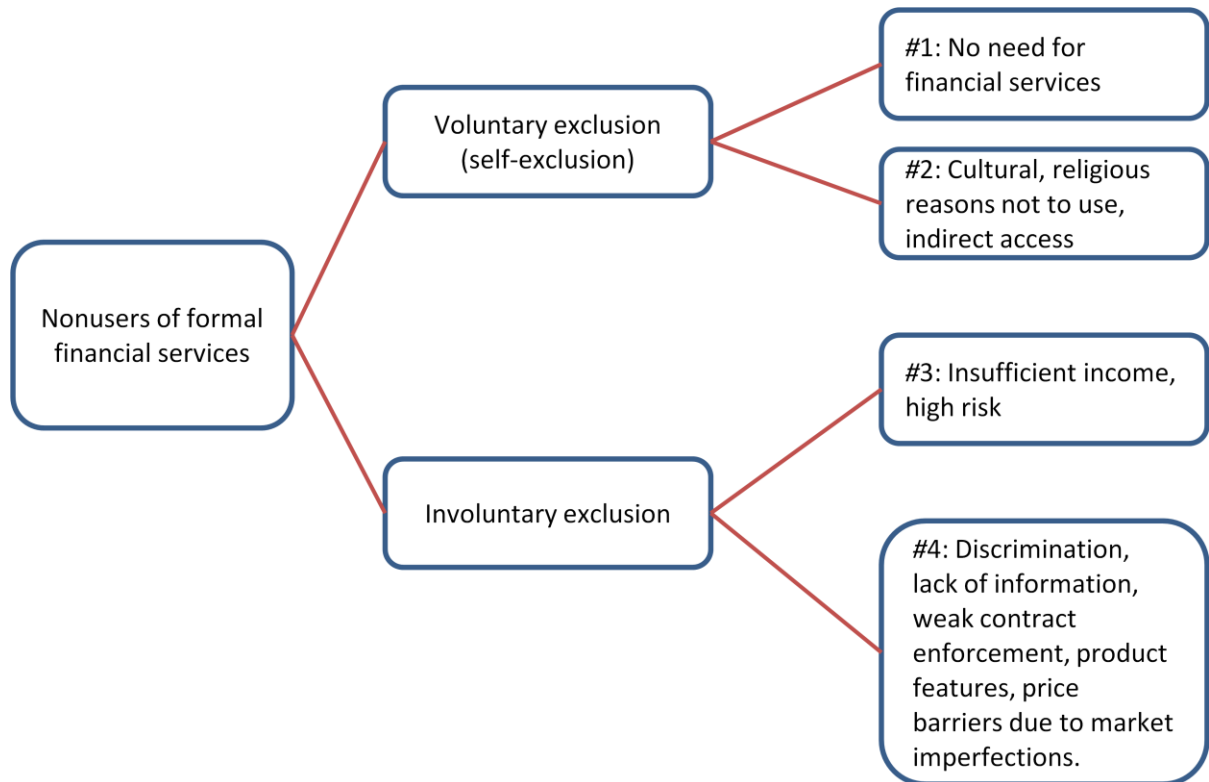 #1: No need for
financial services
Voluntary exclusion
(self-exclusion)
#2: Cultural, religious
reasons not to use,
indirect access
Nonusers of formal
financial services
#3: Insufficient income,
high risk
Involuntary exclusion
#4: Discrimination,
lack of information,
weak contract
enforcement, product
features, price
barriers due to market
imperfections.